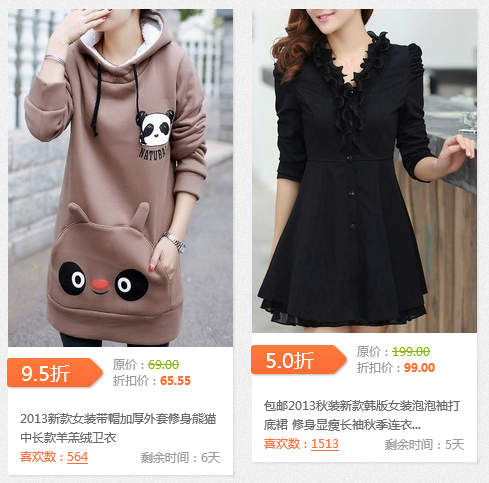 NATURA
9.5折
原价：69.00
折扣价：65.55
2013新款女装带帽加厚外套修身熊猫
中长款羊羔绒卫衣
喜欢数：564
剩余时间：6天
5.0折
原价：199.00
折扣价：99.00
包邮2013秋装新款韩版女装泡泡袖打
底裙 修身显瘦长袖秋季连衣...
喜欢数：1513
剩余时间：5天